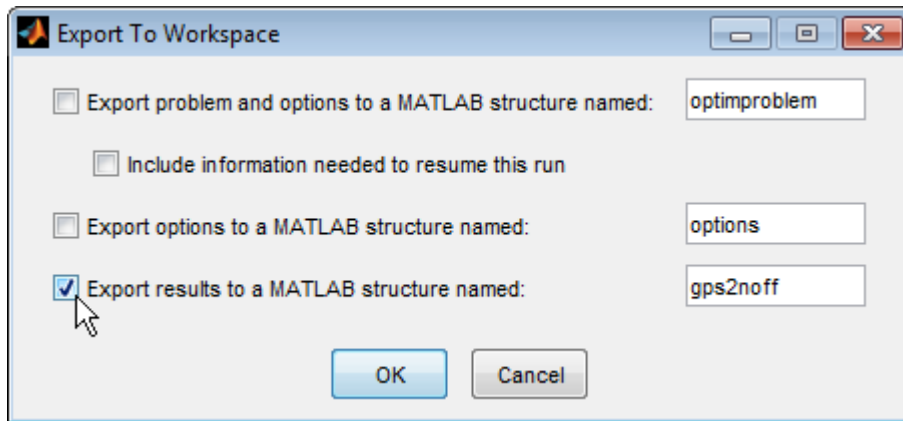 Export To Workspace
Export problem and options to a MATLAB structure named: optimproblem
Include information needed to resume this run
Export options to a MATLAB structure named: options
Export results to a MATLAB structure named: gps2noff
OK Cancel